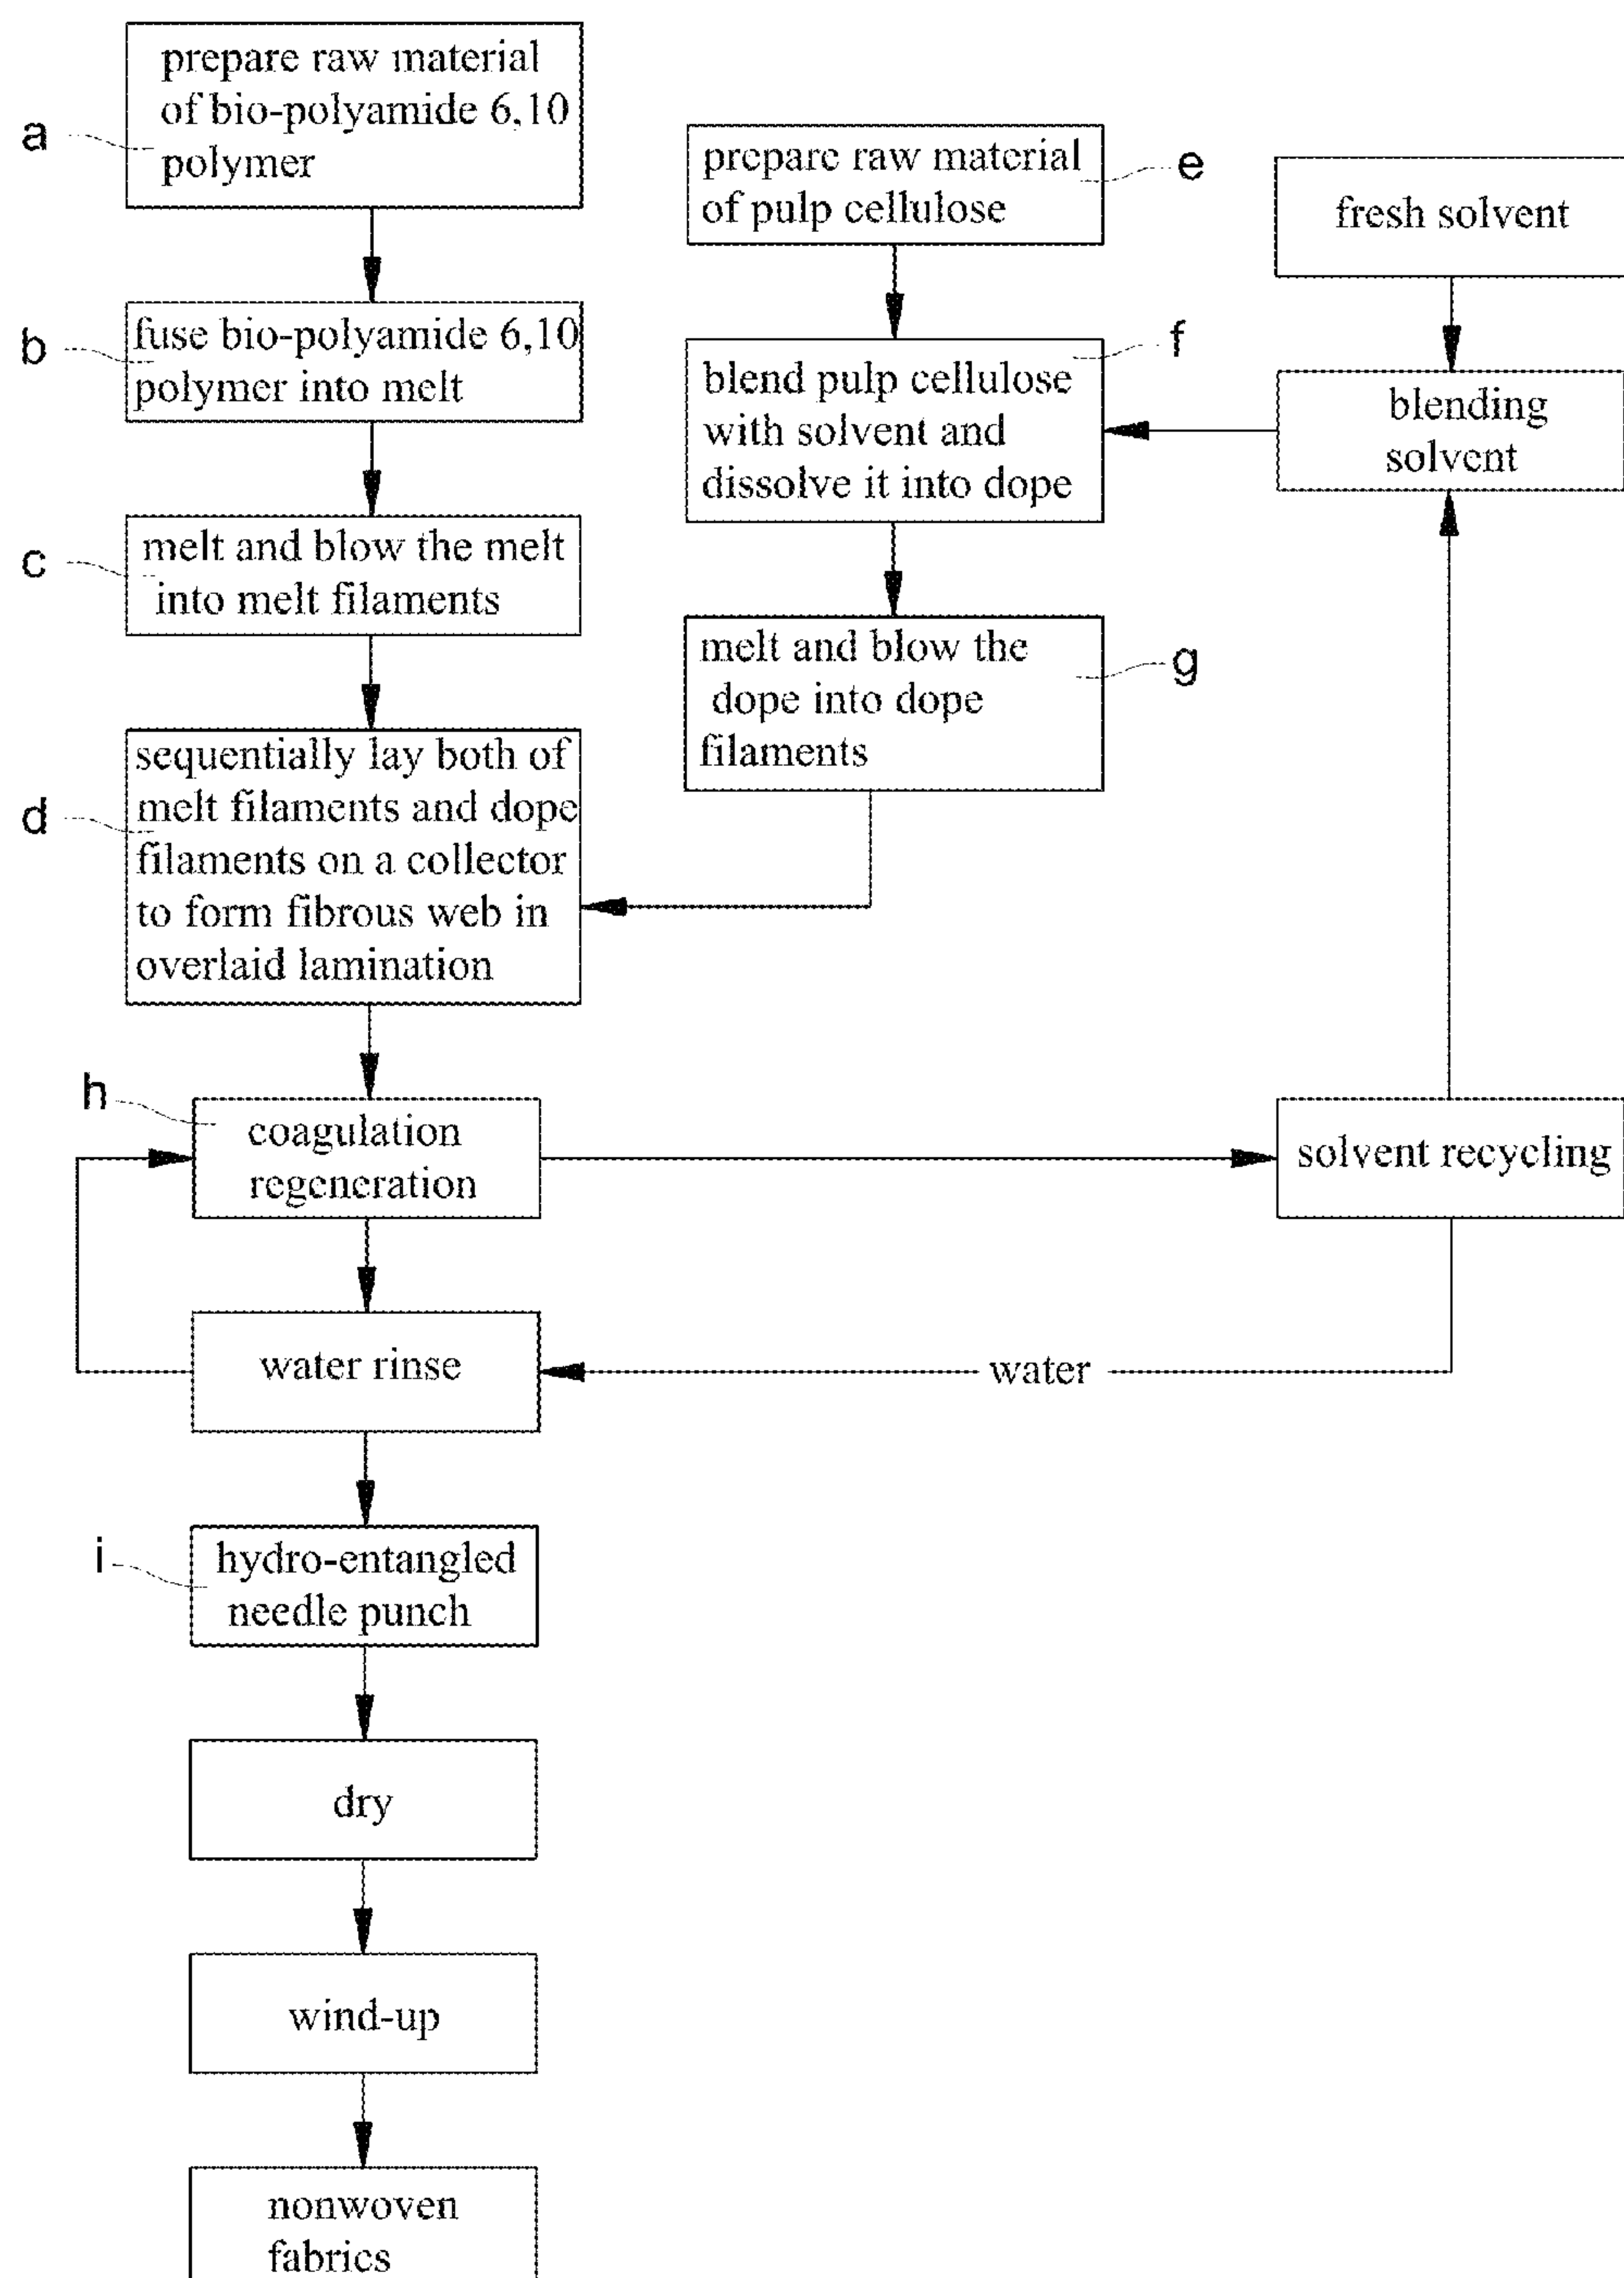 a
prepare raw material
of bio-polyamide 6,10
polymer
b
fuse bio-polyamide 6,10
polymer into melt
c
melt and blow the melt
into melt filaments
d
sequentially lay both of
melt filaments and dope
filaments on a collector
to form fibrous web in
overlaid lamination
prepare raw material
of pulp cellulose
e
blend pulp cellulose
with solvent and
dissolve it into dope
f
melt and blow the
dope into dope
filaments
g
fresh solvent
blending
solvent
h
coagulation
regeneration
solvent recycling
water rinse
water
i
hydro-entangled
needle punch
dry
wind-up
nonwoven
fabrics